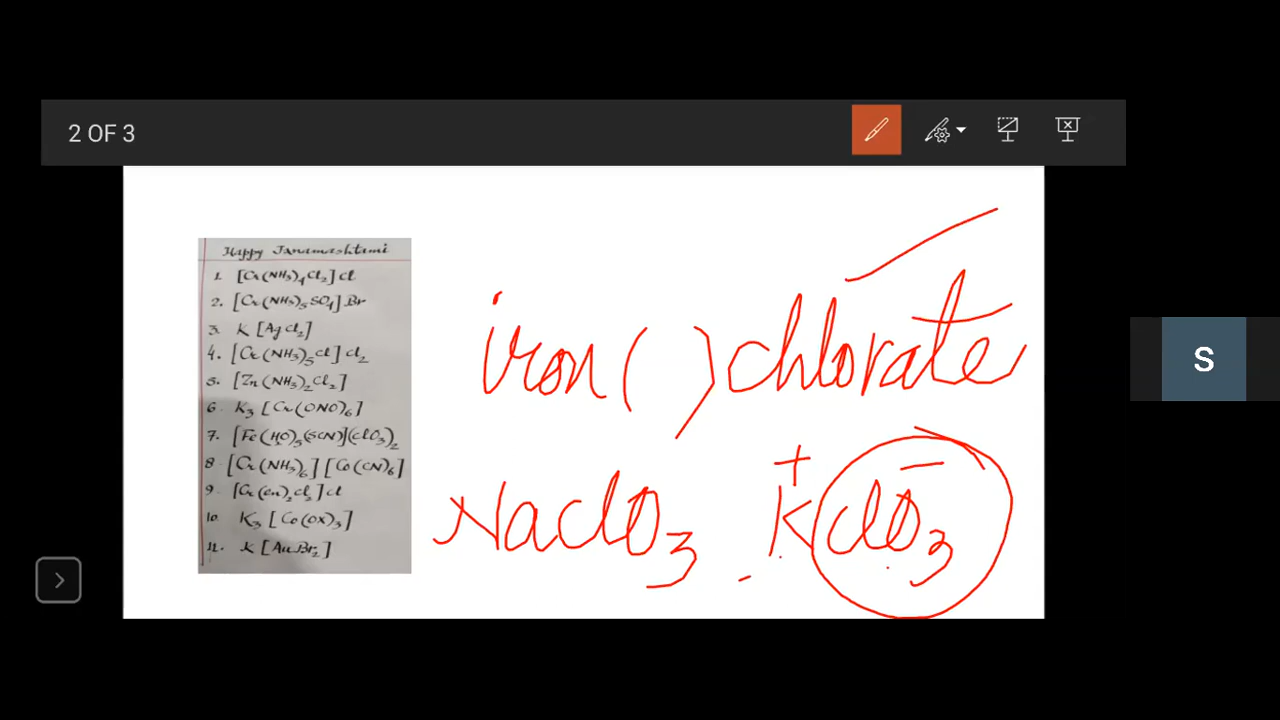 2 OF 3
Happy Janamashtami
1. [Cr(NH3)4Cl2]Cl
2. [Cr(NH3)5SO4]Br
3. K[AgCl2]
4. [Cr(NH3)5Cl]Cl2
5. [Zn(NH3)2Cl2]
6. K3[Cr(ONO)6]
7. [Fe(H2O)5(SCN)](ClO3)2
8. [Cr(NH3)6][Co(CN)6]
9. [Cr(en)2Cl2]Cl
10. K3[Co(OX)3]
11. K[AuBr2]
iron ( ) chlorate
NaClO3 K+ClO3-
S